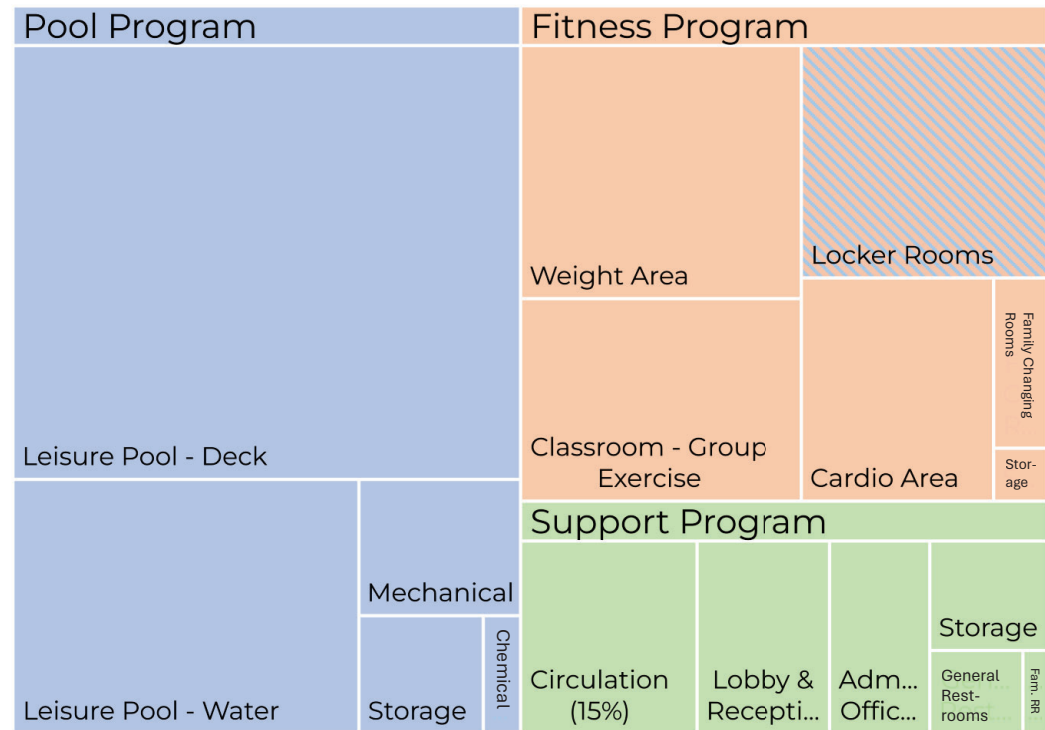 Pool Program
Leisure Pool - Deck
Leisure Pool - Water
Mechanical
Storage
Chemical
Fitness Program
Weight Area
Locker Rooms
Classroom - Group
Exercise
Cardio Area
Family Changing
Rooms
Stor-
age
Support Program
Circulation
(15%)
Lobby &
Recepti...
Adm...
Offic...
Storage
General
Rest-
rooms
Fam. RR